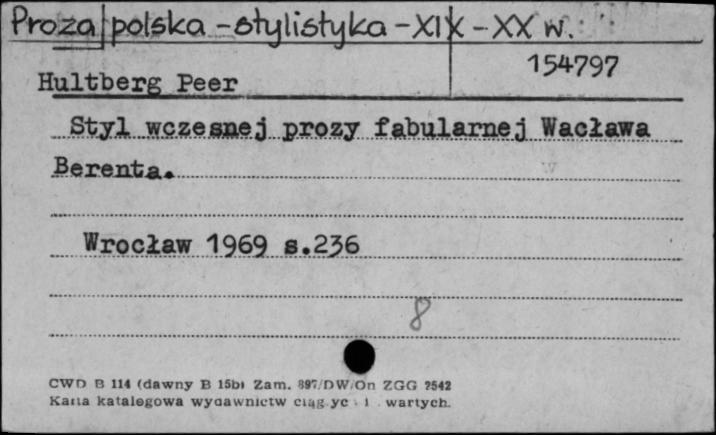 Proza polska - stylistyka - XIX - XX w.
154797
Hultberg Peer
Styl wczesnej prozy fabularnej Wacława
Berenta.
Wrocław 1969 s.236
8
CWD B 114 (dawny B 15b) Zam. 897/DW/On ZGG 2542
Karta katalogowa wydawnictw